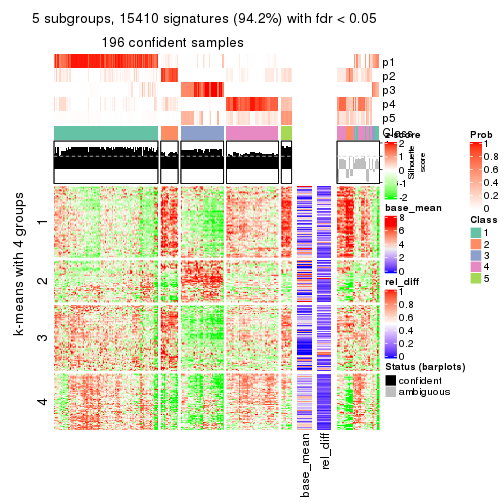 5 subgroups, 15410 signatures (94.2%) with fdr < 0.05
196 confident samples
p1
p2
p3
p4
p5
Class
Silhouette
score
k-means with 4 groups
1
2
3
4
base_mean
rel_diff
z-score
2
1
0
-1
-2
base_mean
8
6
4
2
0
rel_diff
1
0.8
0.6
0.4
0.2
0
Status (barplots)
confident
ambiguous
Prob
1
0.8
0.6
0.4
0.2
0
Class
1
2
3
4
5